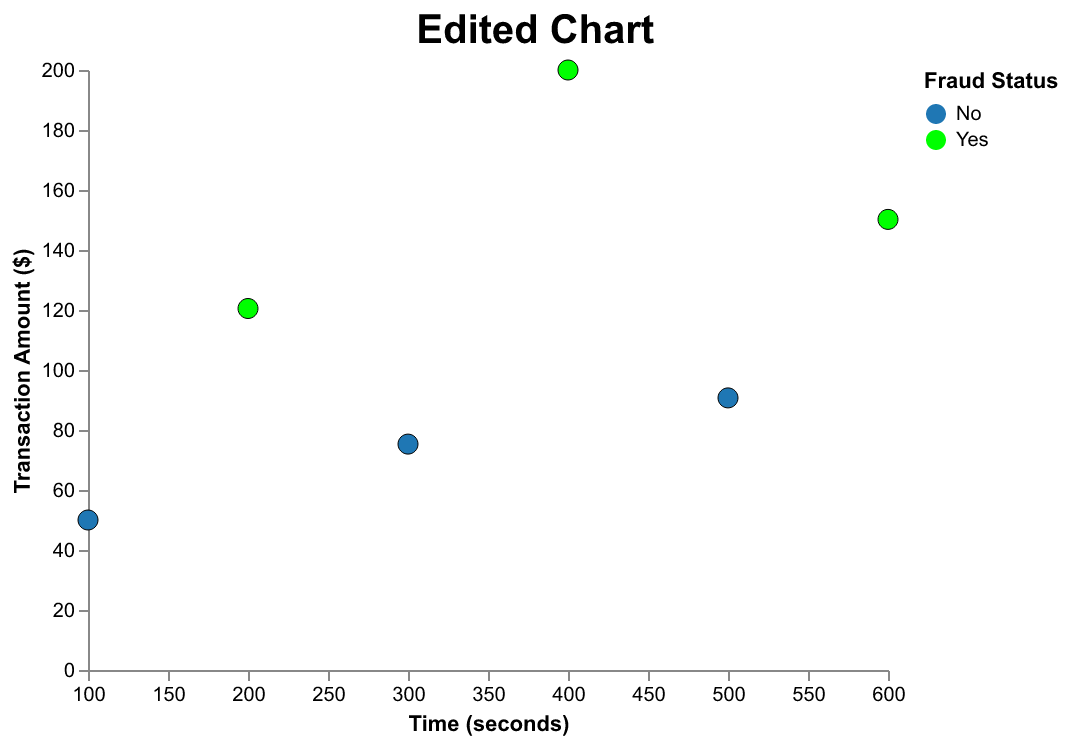 Edited Chart
Fraud Status
No
Yes
Transaction Amount ($)
200
180
160
140
120
100
80
60
40
20
0
100 150 200 250 300 350 400 450 500 550 600
Time (seconds)